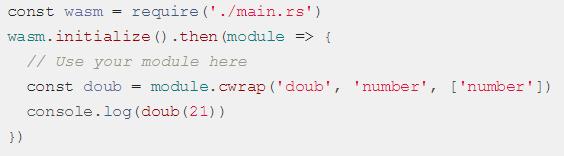 const wasm = require('./main.rs')
wasm.initialize().then(module => {
  // Use your module here
  const doub = module.cwrap('doub', 'number', ['number'])
  console.log(doub(21))
})